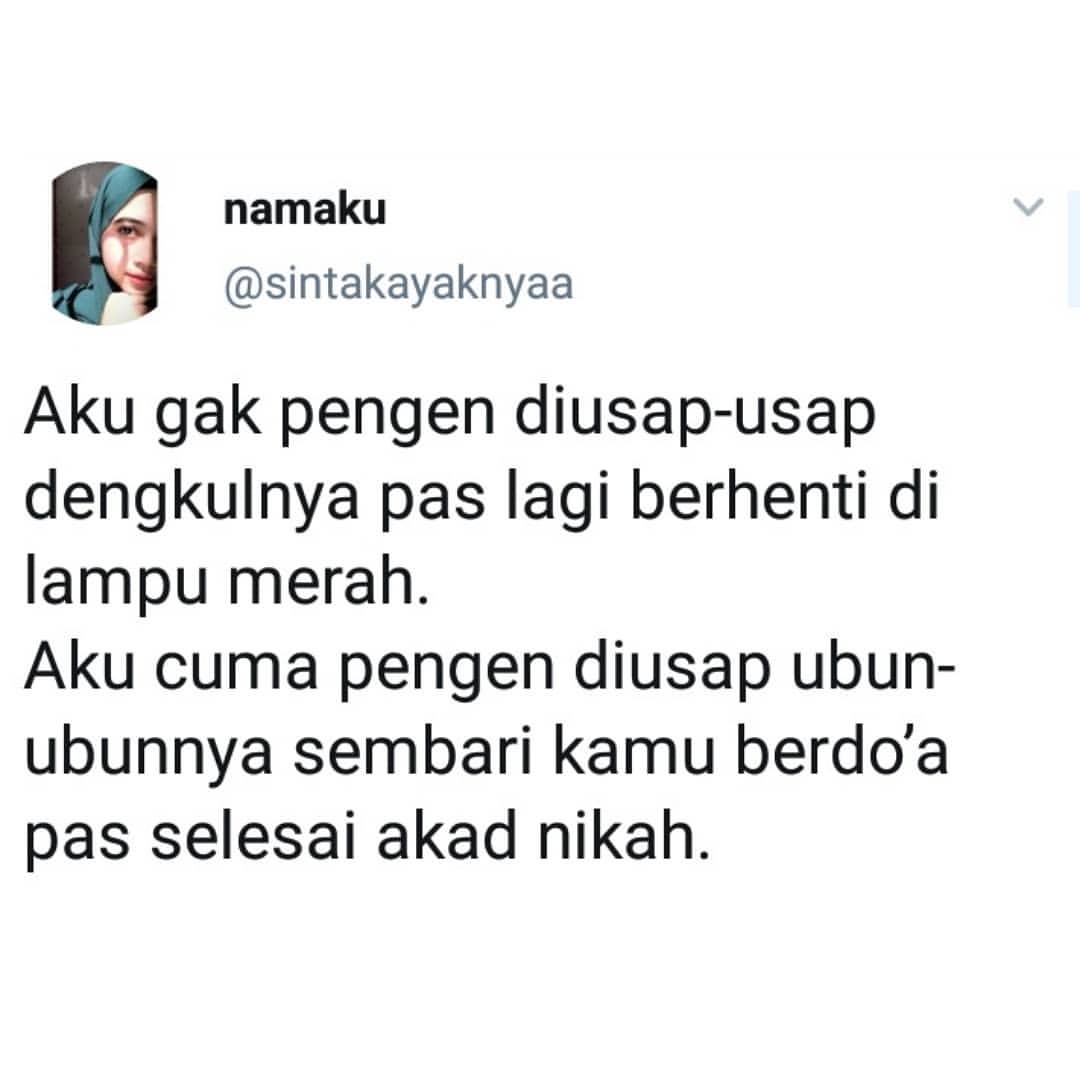 namaku
@sintakayaknyaa
Aku gak pengen diusap-usap
dengkulnya pas lagi berhenti di
lampu merah.
Aku cuma pengen diusap ubun-
ubunnya sembari kamu berdo’a
pas selesai akad nikah.